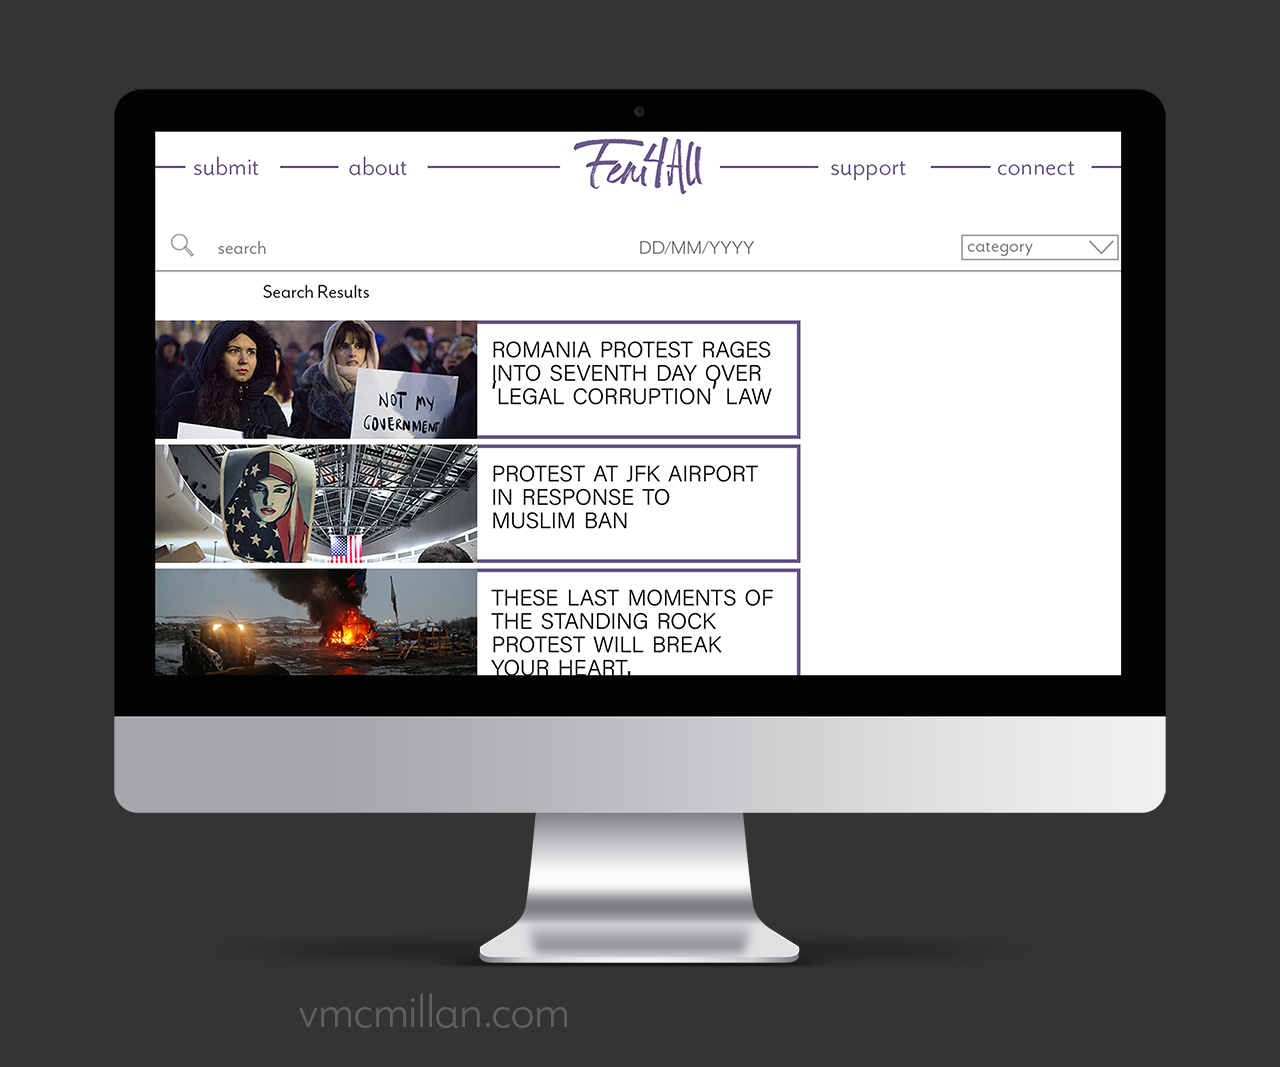 submit about Fem4All support connect
search DD/MM/YYYY category
Search Results
NOT MY
GOVERNMENT
ROMANIA PROTEST RAGES
INTO SEVENTH DAY OVER
'LEGAL CORRUPTION' LAW
PROTEST AT JFK AIRPORT
IN RESPONSE TO
MUSLIM BAN
THESE LAST MOMENTS OF
THE STANDING ROCK
PROTEST WILL BREAK
YOUR HEART.
vmcmillan.com